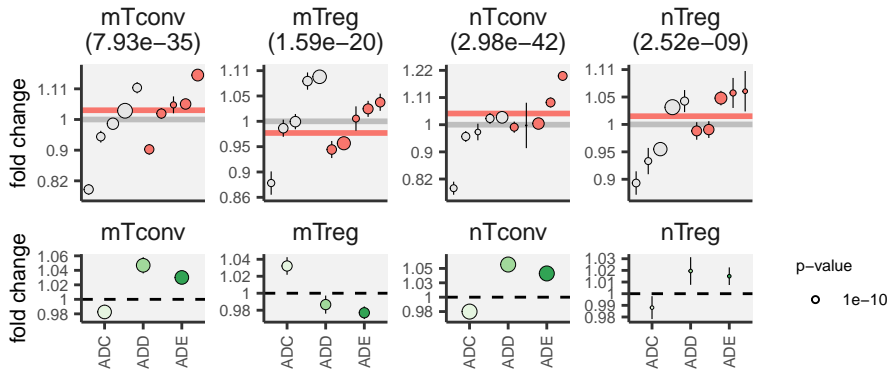 mTconv
(7.93e−35)
mTreg
(1.59e−20)
nTconv
(2.98e−42)
nTreg
(2.52e−09)
fold change
1.11
1
0.9
0.82
1.11
1.05
1
0.95
0.9
0.86
1.22
1.11
1
0.9
0.82
1.11
1.05
1
0.95
0.9
mTconv
mTreg
nTconv
nTreg
fold change
1.06
1.04
1.02
1
0.98
1.04
1.02
1
0.98
1.05
1.03
1
0.98
1.03
1.02
1.01
1
0.99
0.98
ADC
ADD
ADE
ADC
ADD
ADE
ADC
ADD
ADE
ADC
ADD
ADE
p−value
1e−10